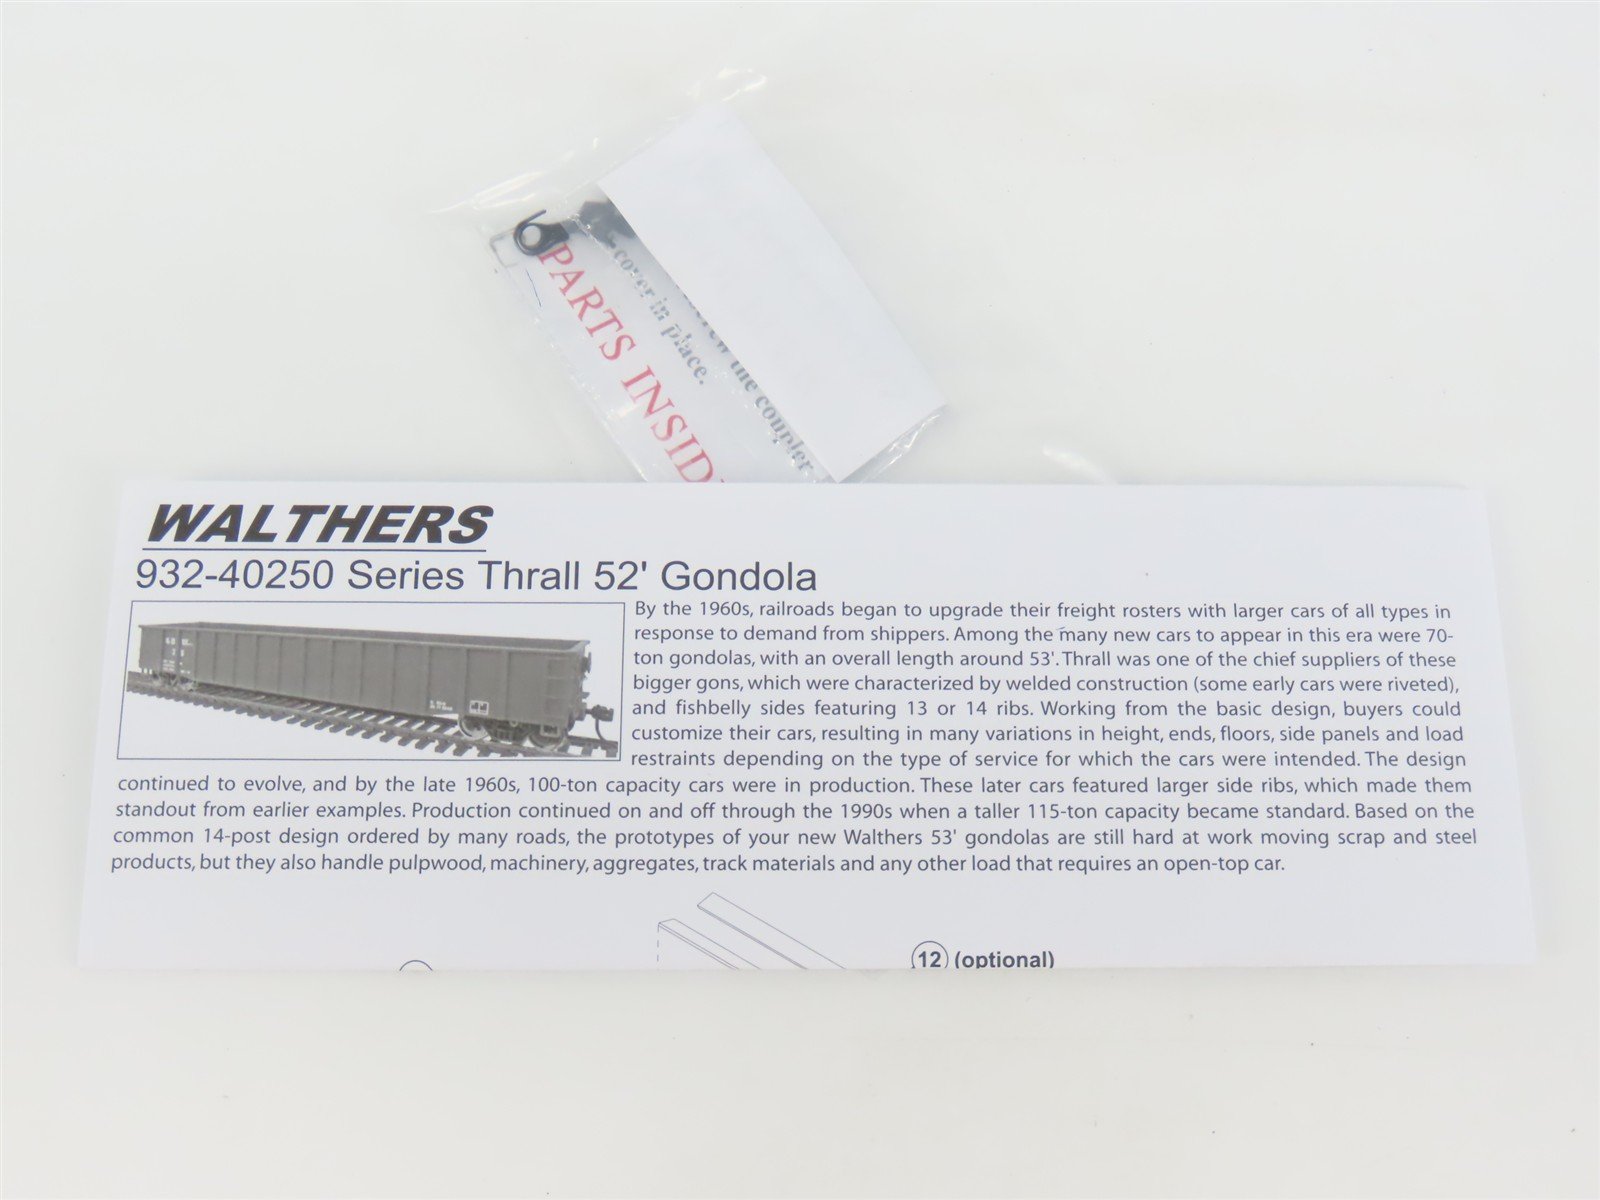 PARTS INSID
cover in place.
the coupler
WALTHERS
932-40250 Series Thrall 52' Gondola
By the 1960s, railroads began to upgrade their freight rosters with larger cars of all types in
response to demand from shippers. Among the many new cars to appear in this era were 70-
ton gondolas, with an overall length around 53'. Thrall was one of the chief suppliers of these
bigger gons, which were characterized by welded construction (some early cars were riveted),
and fishbelly sides featuring 13 or 14 ribs. Working from the basic design, buyers could
customize their cars, resulting in many variations in height, ends, floors, side panels and load
restraints depending on the type of service for which the cars were intended. The design
continued to evolve, and by the late 1960s, 100-ton capacity cars were in production. These later cars featured larger side ribs, which made them
standout from earlier examples. Production continued on and off through the 1990s when a taller 115-ton capacity became standard. Based on the
common 14-post design ordered by many roads, the prototypes of your new Walthers 53' gondolas are still hard at work moving scrap and steel
products, but they also handle pulpwood, machinery, aggregates, track materials and any other load that requires an open-top car.
12 (optional)